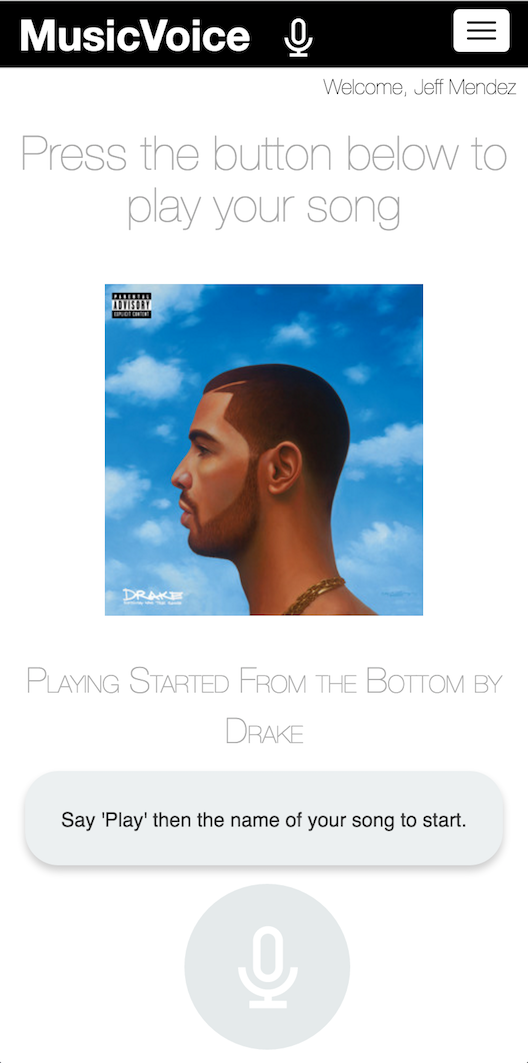 MusicVoice
Welcome, Jeff Mendez
Press the button below to
play your song
PARENTAL
ADVISORY
EXPLICIT CONTENT
DRAKE
Playing Started From the Bottom by
Drake
Say 'Play' then the name of your song to start.